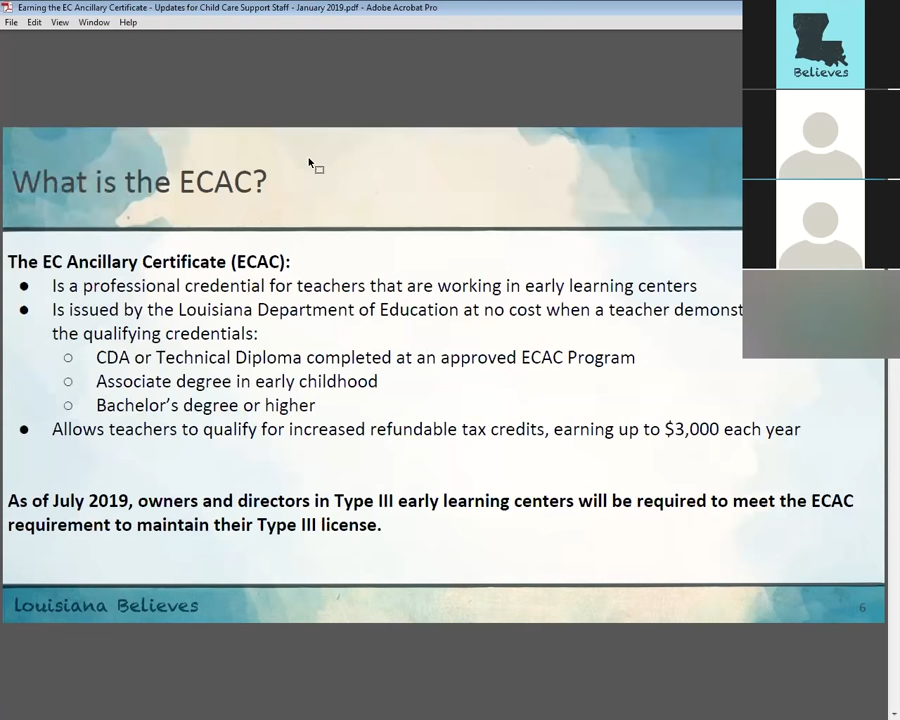 Earning the EC Ancillary Certificate - Updates for Child Care Support Staff - January 2019.pdf - Adobe Acrobat Pro
File Edit View Window Help
Believes
What is the ECAC?
The EC Ancillary Certificate (ECAC):
● Is a professional credential for teachers that are working in early learning centers
● Is issued by the Louisiana Department of Education at no cost when a teacher demonst
the qualifying credentials:
○ CDA or Technical Diploma completed at an approved ECAC Program
○ Associate degree in early childhood
○ Bachelor's degree or higher
● Allows teachers to qualify for increased refundable tax credits, earning up to $3,000 each year
As of July 2019, owners and directors in Type III early learning centers will be required to meet the ECAC
requirement to maintain their Type III license.
Louisiana Believes
6